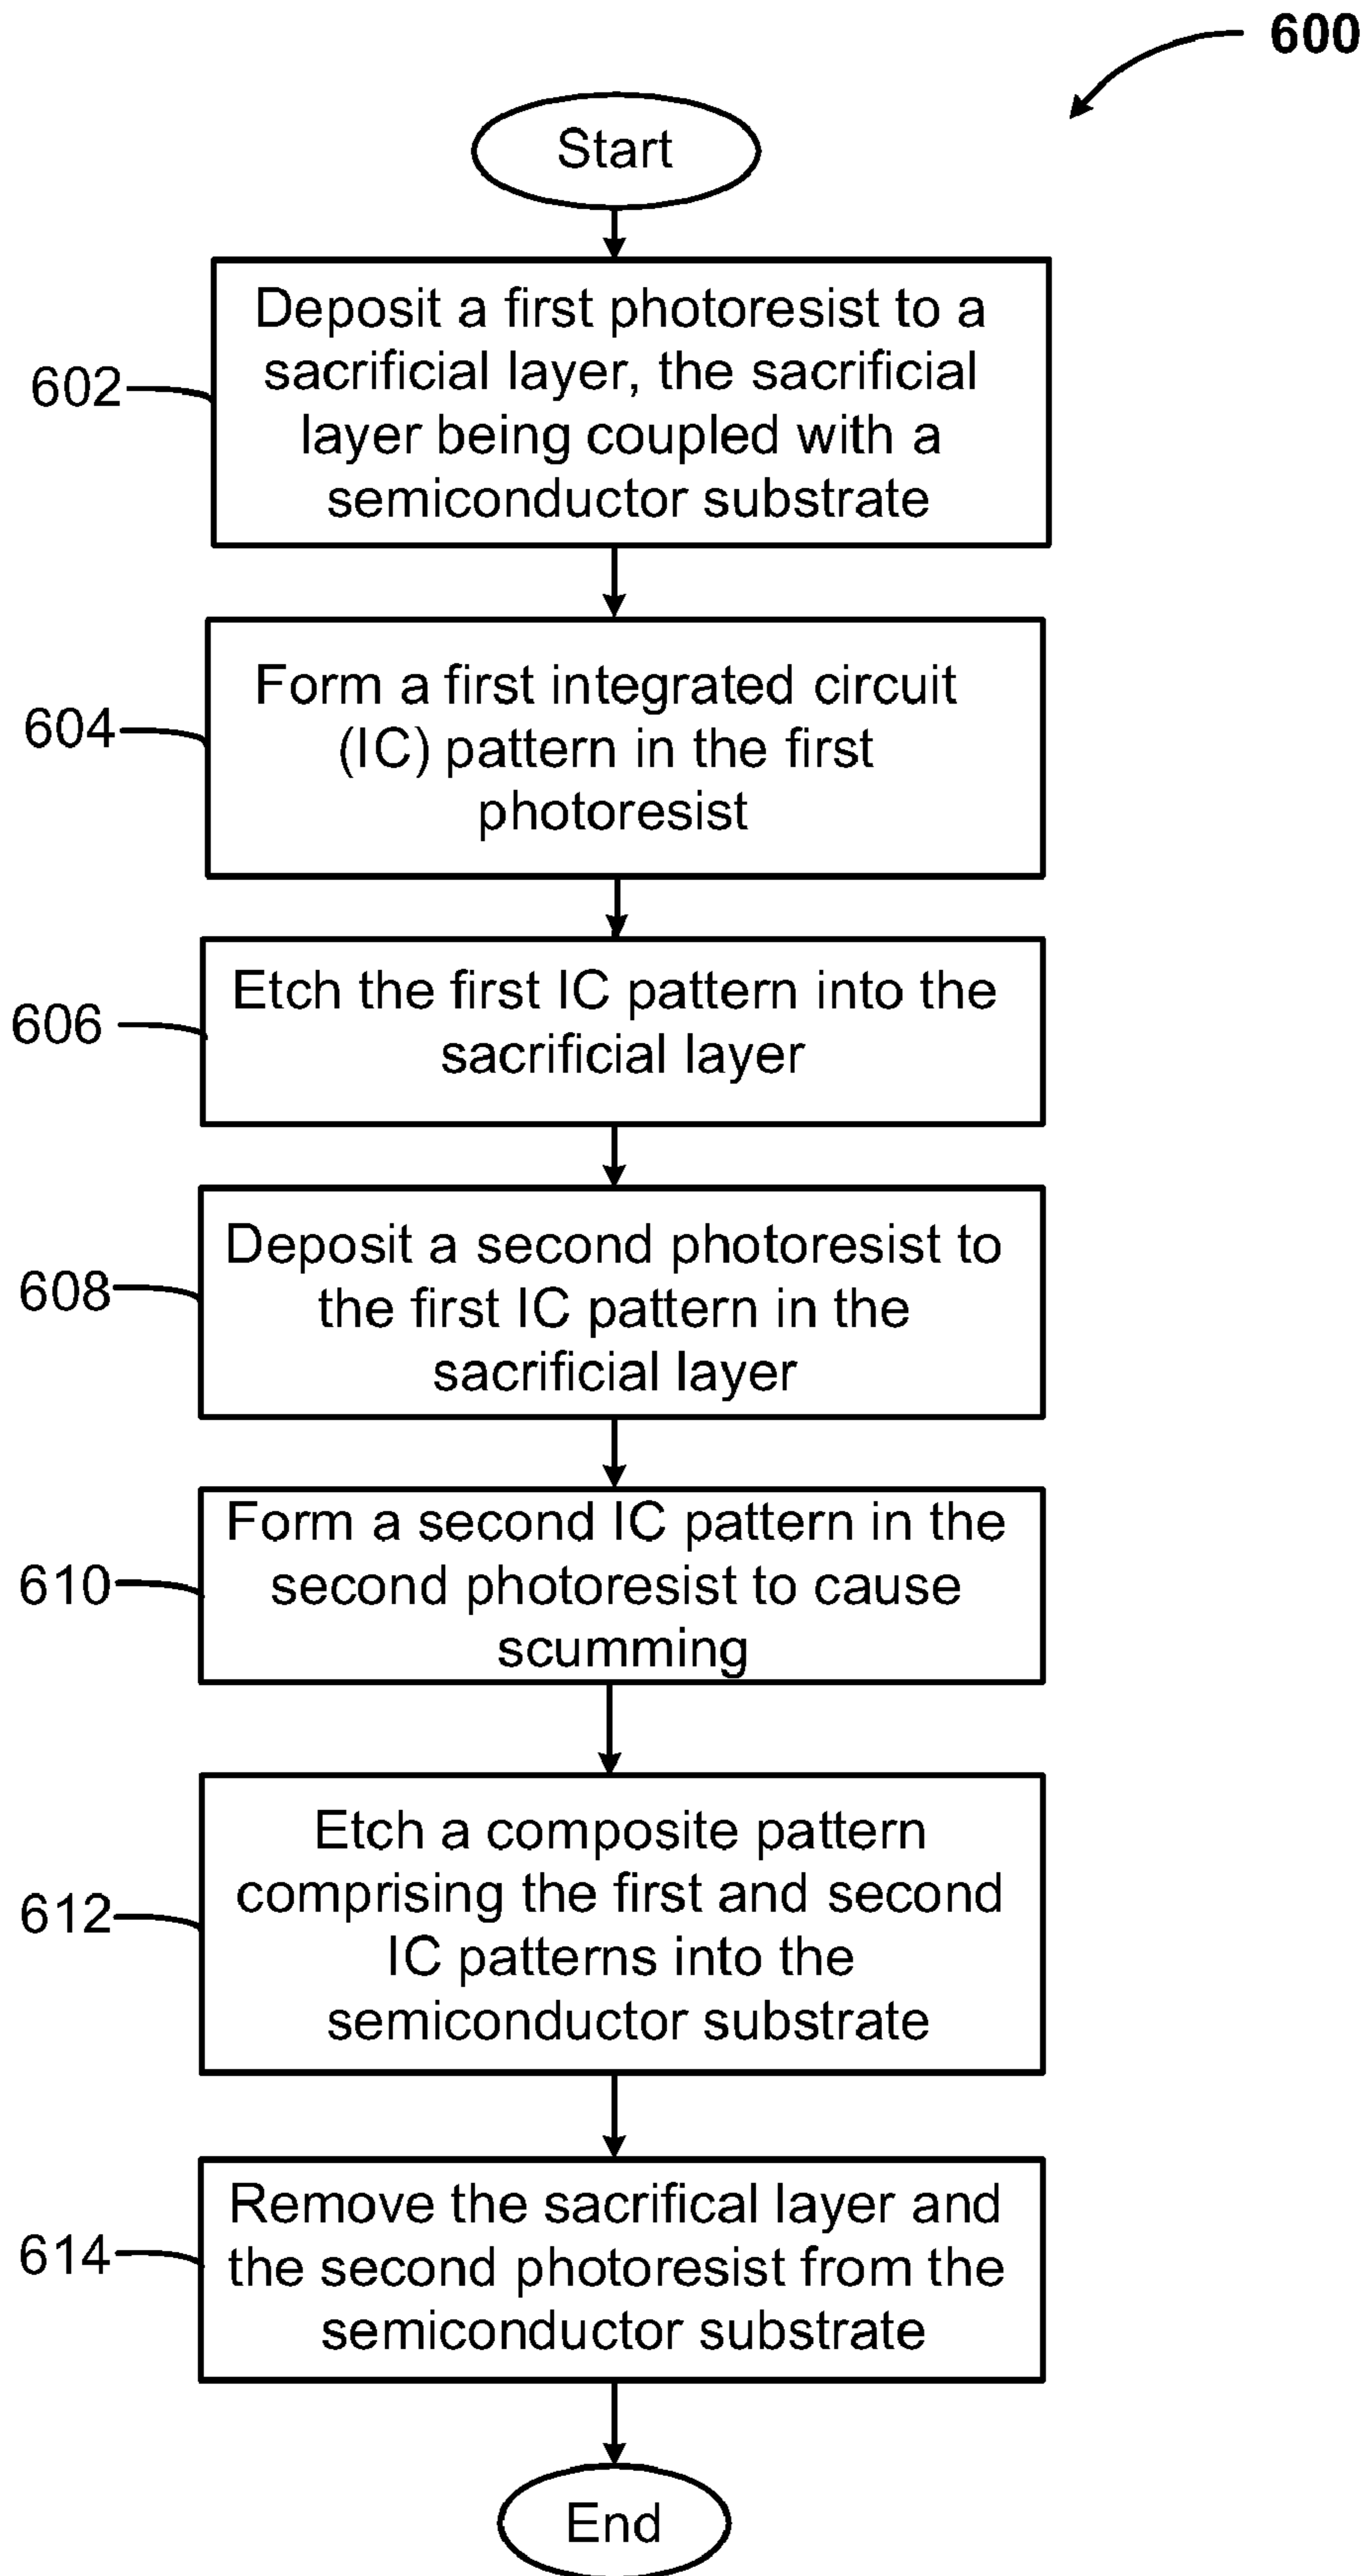 600
Start
602
Deposit a first photoresist to a
sacrificial layer, the sacrificial
layer being coupled with a
semiconductor substrate
604
Form a first integrated circuit
(IC) pattern in the first
photoresist
606
Etch the first IC pattern into the
sacrificial layer
608
Deposit a second photoresist to
the first IC pattern in the
sacrificial layer
610
Form a second IC pattern in the
second photoresist to cause
scumming
612
Etch a composite pattern
comprising the first and second
IC patterns into the
semiconductor substrate
614
Remove the sacrifical layer and
the second photoresist from the
semiconductor substrate
End